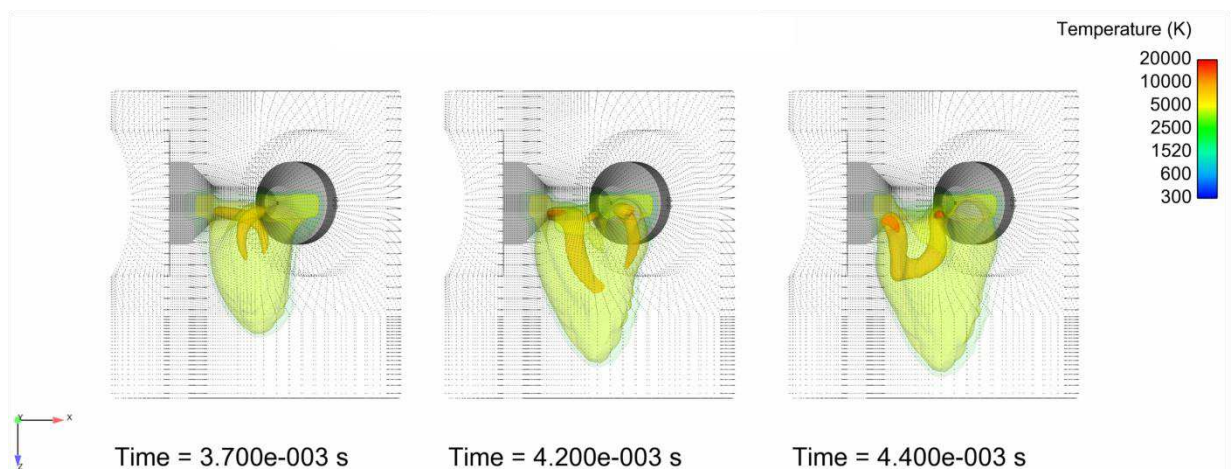 Temperature (K)
20000
10000
5000
2500
1520
600
300
Y
X
Z
Time = 3.700e-003 s
Time = 4.200e-003 s
Time = 4.400e-003 s